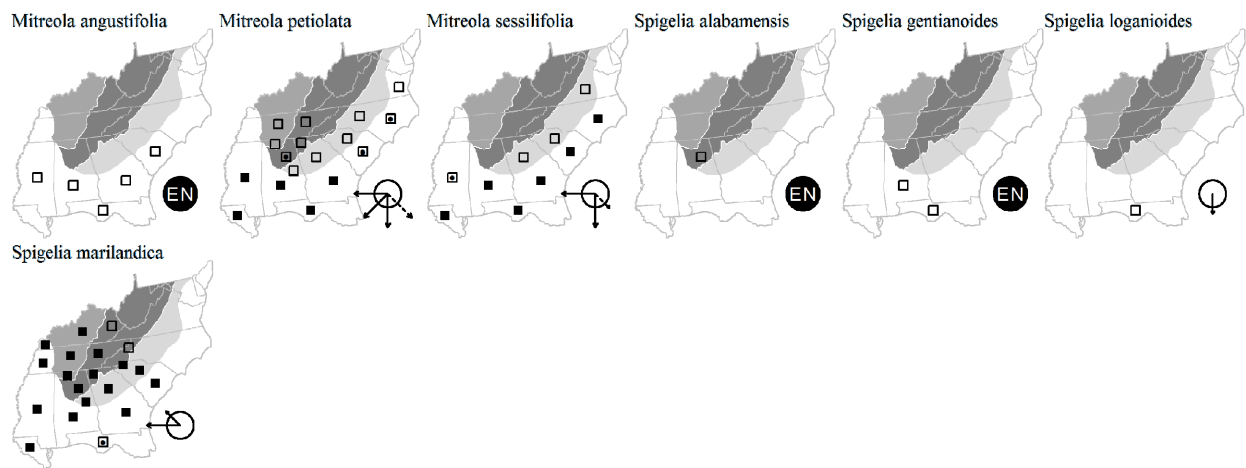 Mitreola angustifolia
Mitreola petiolata
Mitreola sessilifolia
Spigelia alabamensis
Spigelia gentianoides
Spigelia loganioides
EN
EN
EN
Spigelia marilandica